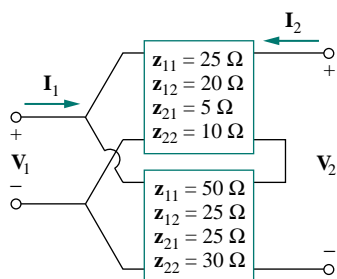 I₁
I₂
+
V₁
−
z₁₁ = 25 Ω
z₁₂ = 20 Ω
z₂₁ = 5 Ω
z₂₂ = 10 Ω
z₁₁ = 50 Ω
z₁₂ = 25 Ω
z₂₁ = 25 Ω
z₂₂ = 30 Ω
+
V₂
−